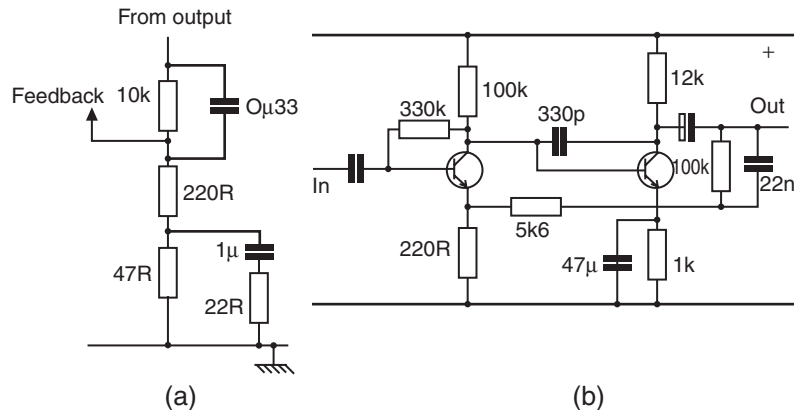 From output
Feedback
10k
Oµ33
220R
1µ
47R
22R
(a)
+
100k
12k
330k
330p
Out
In
100k
22n
5k6
220R
47µ
1k
(b)